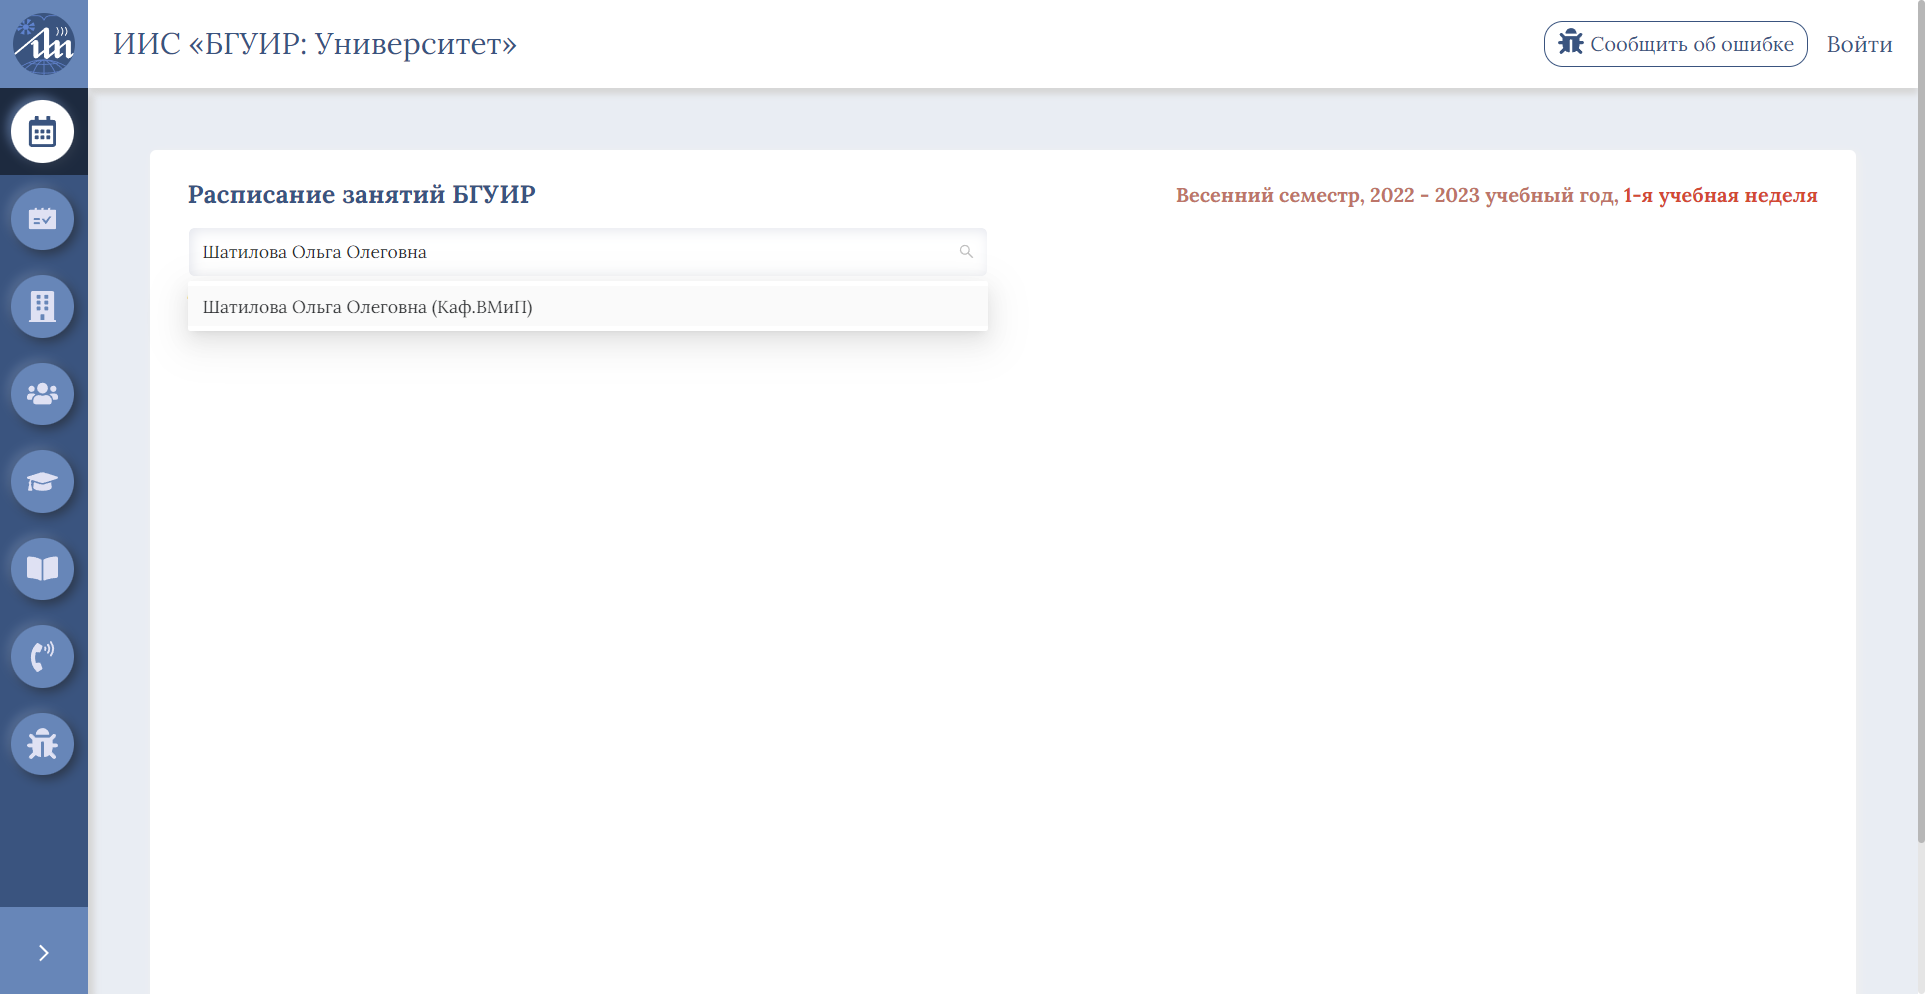 ИИС «БГУИР: Университет»
Сообщить об ошибке
Войти
Расписание занятий БГУИР
Весенний семестр, 2022 - 2023 учебный год, 1-я учебная неделя
Шатилова Ольга Олеговна
Шатилова Ольга Олеговна (Каф.ВМиП)